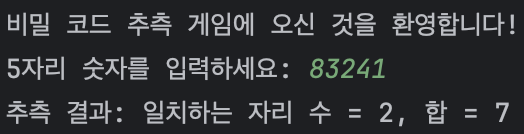 비밀 코드 추측 게임에 오신 것을 환영합니다!
5자리 숫자를 입력하세요: 83241
추측 결과: 일치하는 자리 수 = 2, 합 = 7